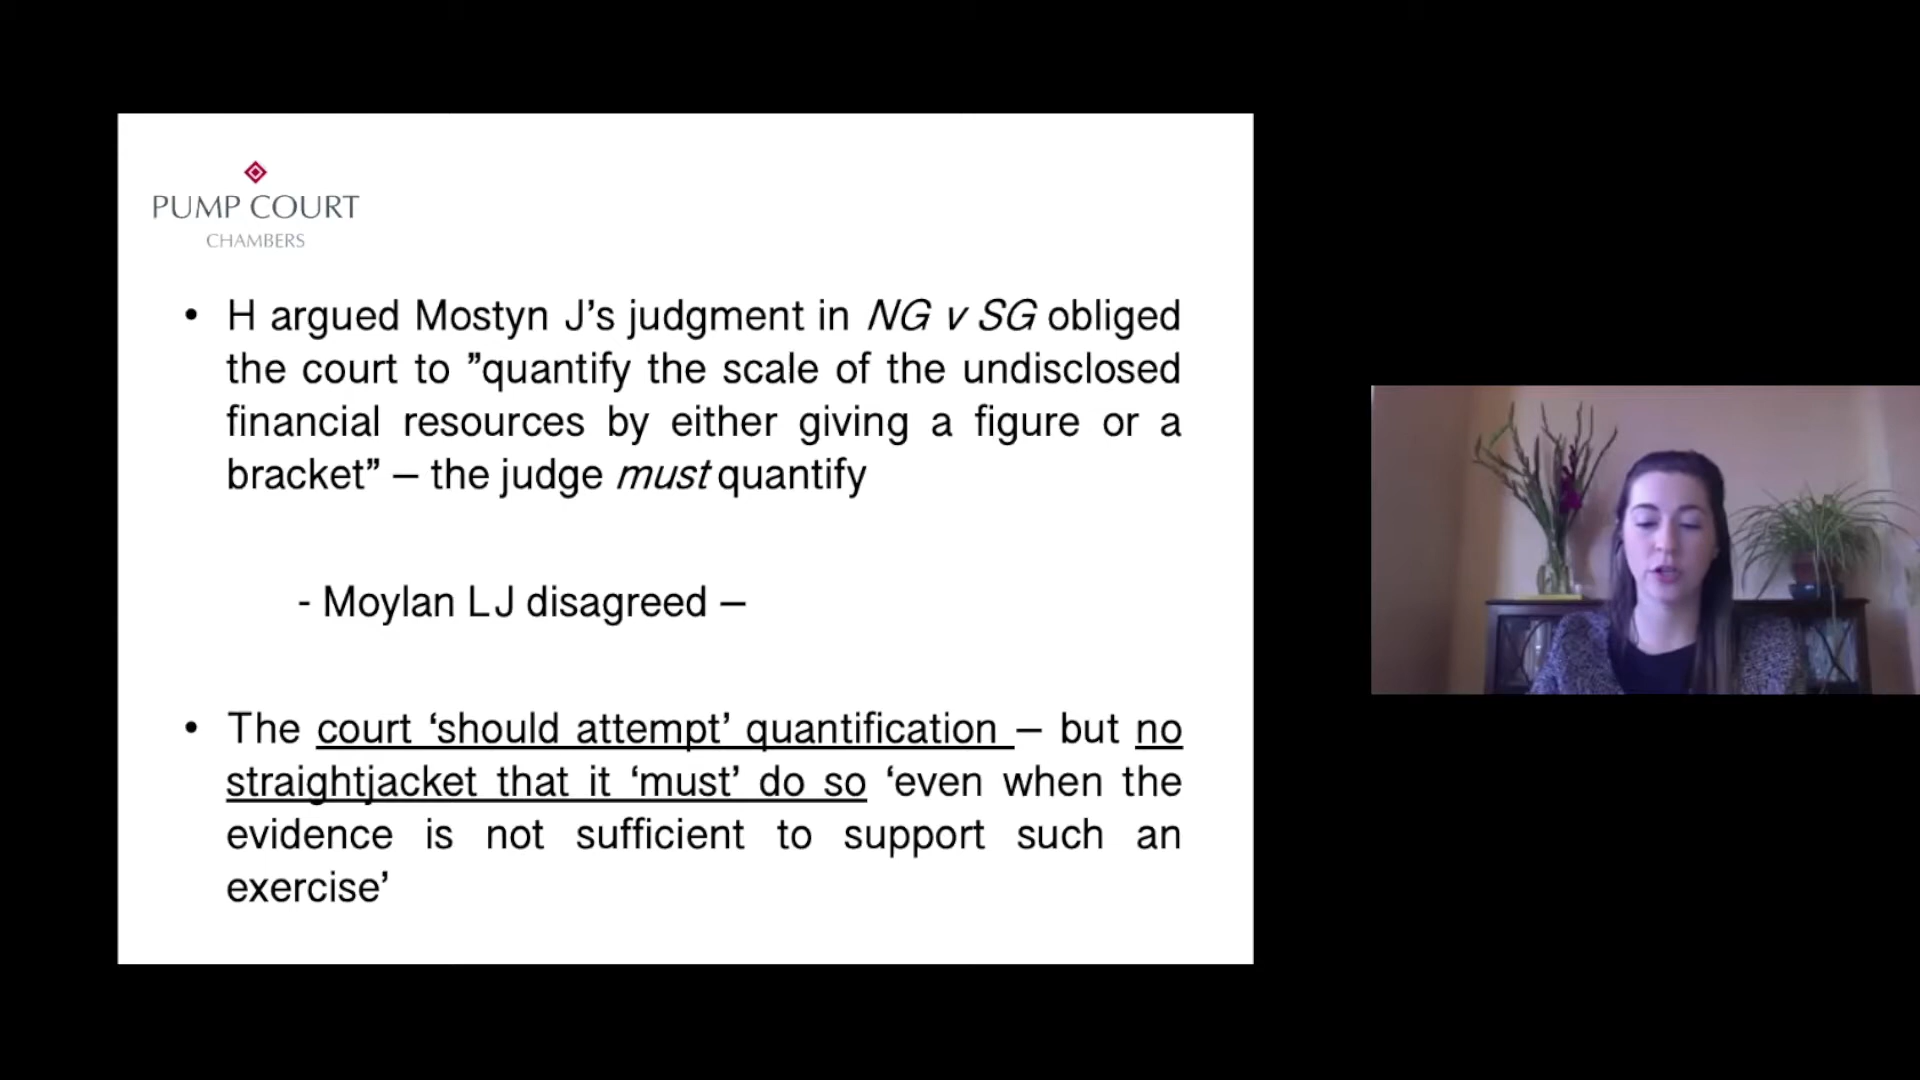 PUMP COURT
CHAMBERS
• H argued Mostyn J’s judgment in NG v SG obliged
the court to ”quantify the scale of the undisclosed
financial resources by either giving a figure or a
bracket” – the judge must quantify
- Moylan LJ disagreed –
• The court ‘should attempt’ quantification – but no
straightjacket that it ‘must’ do so ‘even when the
evidence is not sufficient to support such an
exercise’